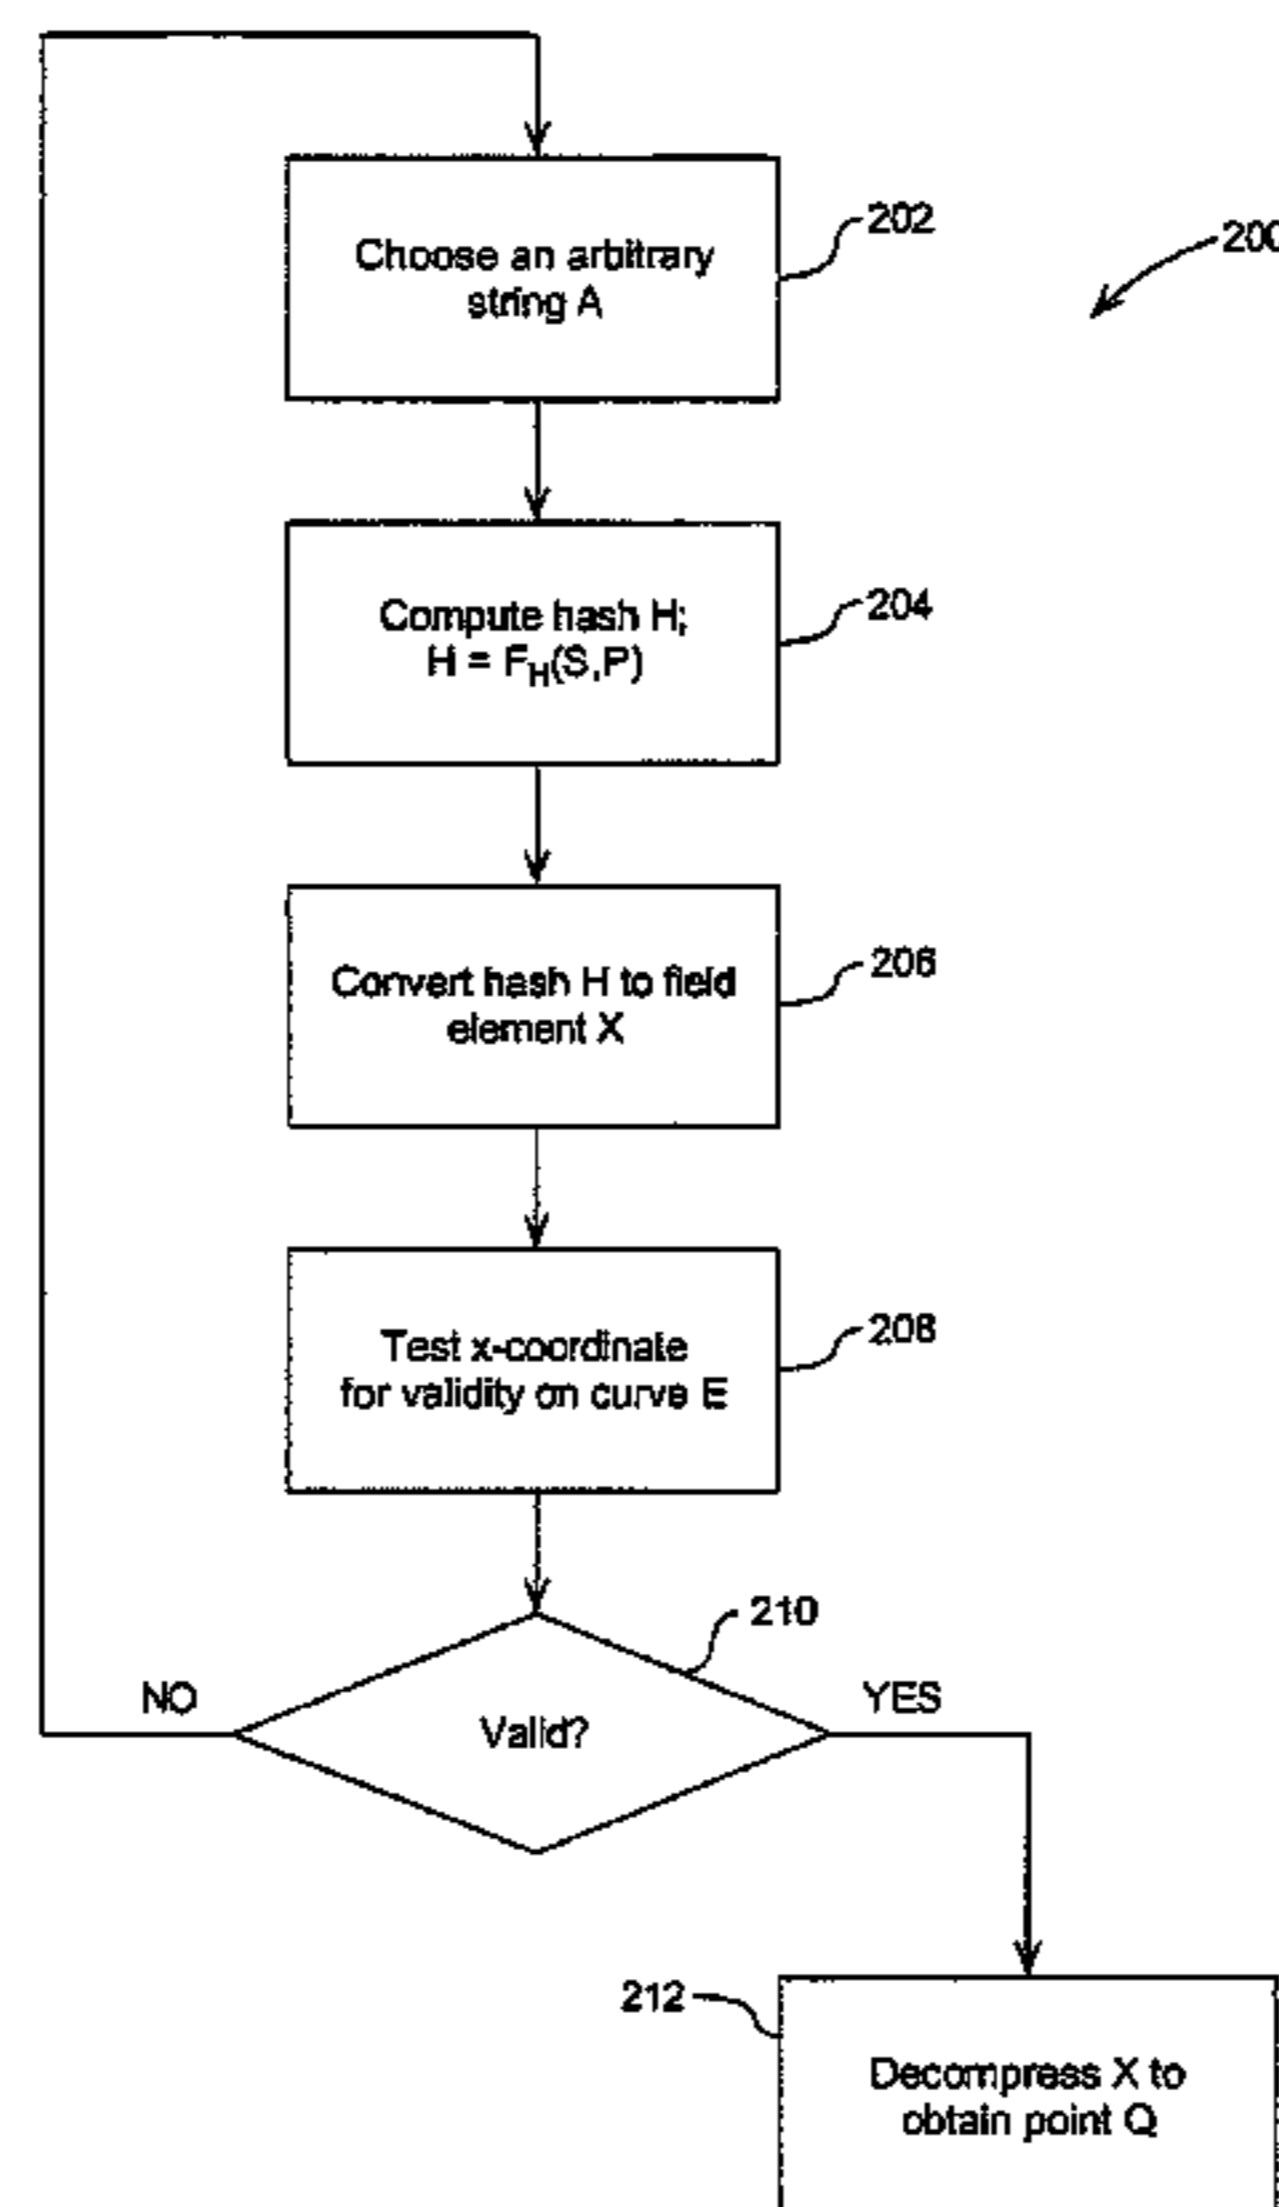 Choose an arbitrary
string A
202
200
Compute hash H;
H = FH(S,P)
204
Convert hash H to field
element X
206
Test x-coordinate
for validity on curve E
208
210
NO
Valid?
YES
212
Decompress X to
obtain point Q